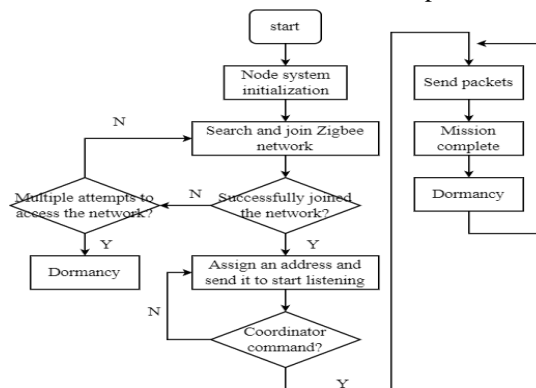 start
Node system
initialization
N
Search and join Zigbee
network
Multiple attempts to
access the network?
N
Successfully joined
the network?
Y
Y
Dormancy
Assign an address and
send it to start listening
N
Coordinator
command?
Y
Send packets
Mission
complete
Dormancy